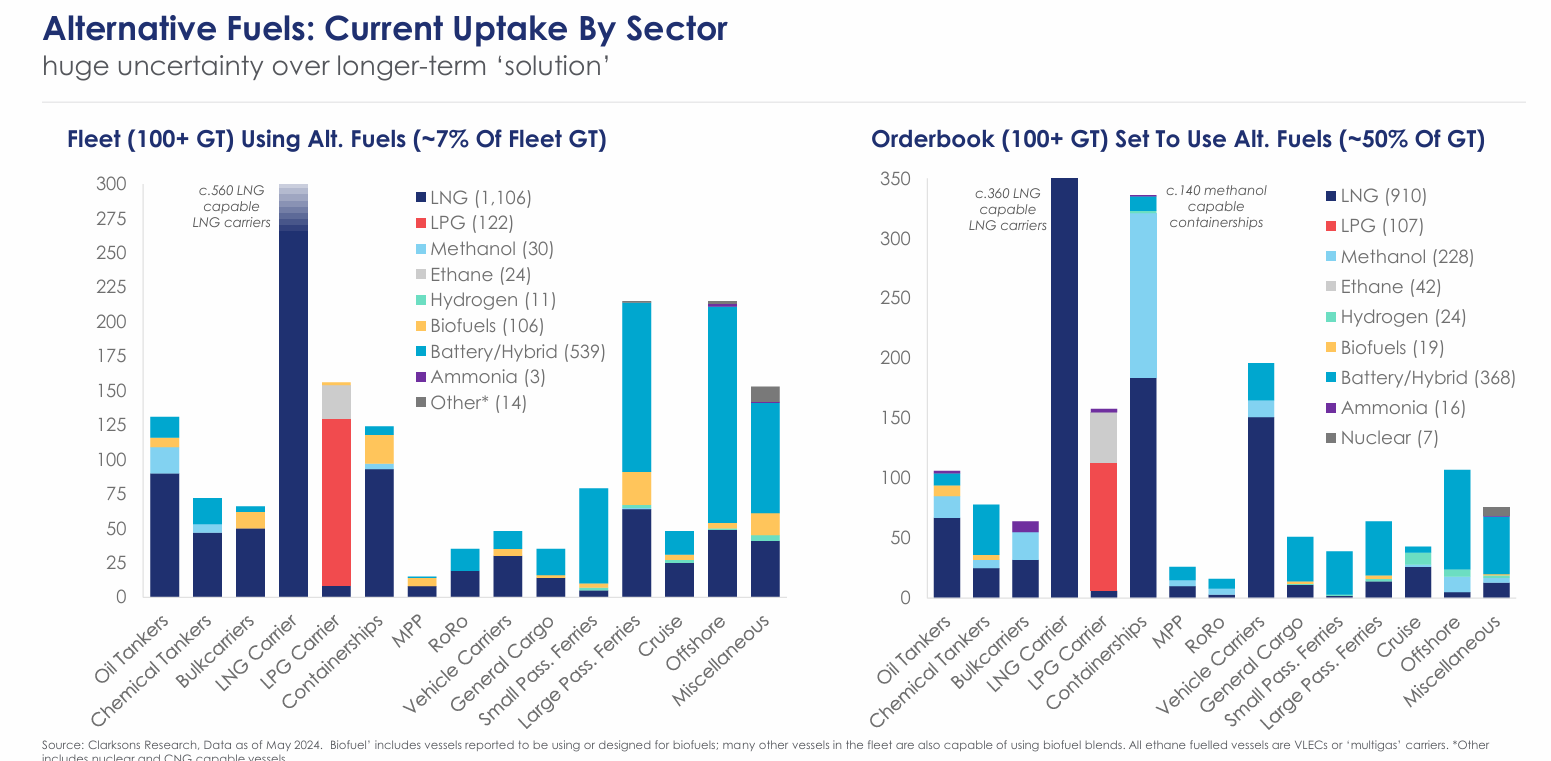 Alternative Fuels: Current Uptake By Sector
huge uncertainty over longer-term ‘solution’
Fleet (100+ GT) Using Alt. Fuels (~7% Of Fleet GT)
300
275
250
225
200
175
150
125
100
75
50
25
0
c.560 LNG
capable
LNG carriers
LNG (1,106)
LPG (122)
Methanol (30)
Ethane (24)
Hydrogen (11)
Biofuels (106)
Battery/Hybrid (539)
Ammonia (3)
Other* (14)
Oil Tankers
Chemical Tankers
Bulkcarriers
LNG Carrier
LPG Carrier
Containerships
MPP
RoRo
Vehicle Carriers
General Cargo
Small Pass. Ferries
Large Pass. Ferries
Cruise
Offshore
Miscellaneous
Orderbook (100+ GT) Set To Use Alt. Fuels (~50% Of GT)
350
300
250
200
150
100
50
0
c.360 LNG
capable
LNG carriers
c.140 methanol
capable
containerships
LNG (910)
LPG (107)
Methanol (228)
Ethane (42)
Hydrogen (24)
Biofuels (19)
Battery/Hybrid (368)
Ammonia (16)
Nuclear (7)
Oil Tankers
Chemical Tankers
Bulkcarriers
LNG Carrier
LPG Carrier
Containerships
MPP
RoRo
Vehicle Carriers
General Cargo
Small Pass. Ferries
Large Pass. Ferries
Cruise
Offshore
Miscellaneous
Source: Clarksons Research, Data as of May 2024.  Biofuel’ includes vessels reported to be using or designed for biofuels; many other vessels in the fleet are also capable of using biofuel blends. All ethane fuelled vessels are VLECs or ‘multigas’ carriers. *Other
includes nuclear and CNG capable vessels